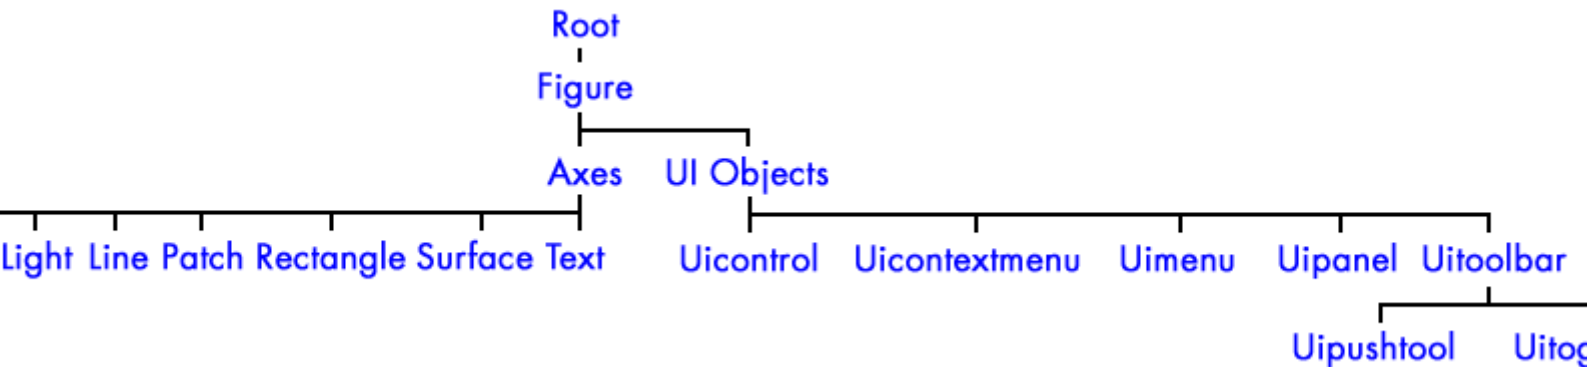 Root
Figure
Axes UI Objects
Light Line Patch Rectangle Surface Text Uicontrol Uicontextmenu Uimenu Uipanel Uitoolbar
Uipushtool